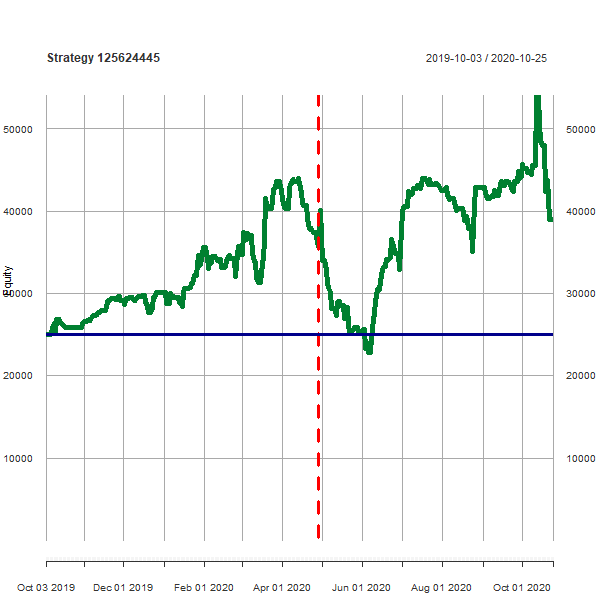 Strategy 125624445
2019-10-03 / 2020-10-25
50000
50000
40000
40000
Equity
30000
30000
20000
20000
10000
10000
Oct 03 2019
Dec 01 2019
Feb 01 2020
Apr 01 2020
Jun 01 2020
Aug 01 2020
Oct 01 2020